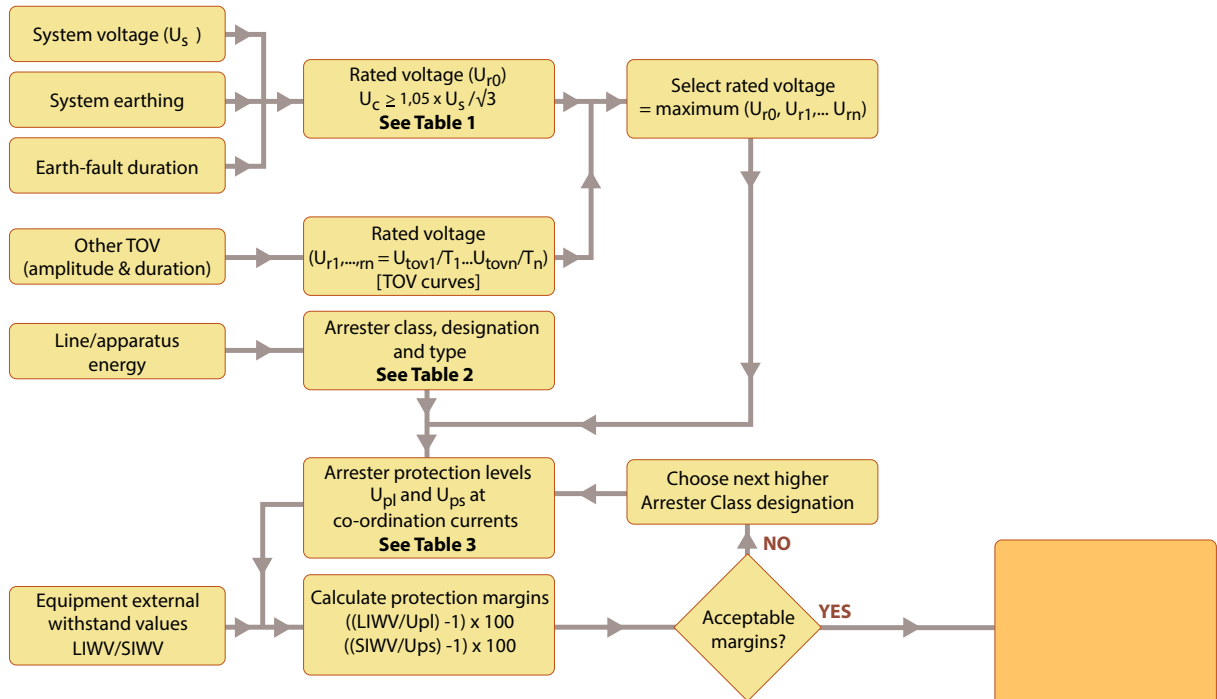 System voltage (Us )
System earthing
Earth-fault duration
Rated voltage (Ur0)
Uc ≥ 1,05 x Us /√3
See Table 1
Select rated voltage
= maximum (Ur0, Ur1,... Urn)
Other TOV
(amplitude & duration)
Rated voltage
(Ur1,...,rn = Utov1/T1...Utovn/Tn)
[TOV curves]
Line/apparatus
energy
Arrester class, designation
and type
See Table 2
Arrester protection levels
Upl and Ups at
co-ordination currents
See Table 3
Choose next higher
Arrester Class designation
NO
Equipment external
withstand values
LIWV/SIWV
Calculate protection margins
((LIWV/Upl) -1) x 100
((SIWV/Ups) -1) x 100
Acceptable
margins?
YES